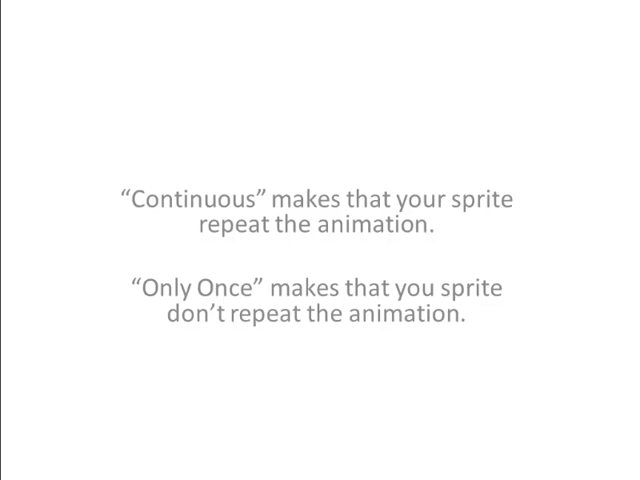 “Continuous” makes that your sprite
repeat the animation.
“Only Once” makes that you sprite
don’t repeat the animation.